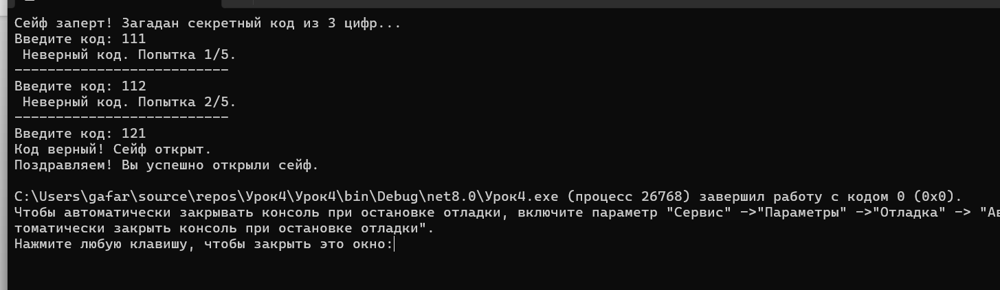 Сейф заперт! Загадан секретный код из 3 цифр...
Введите код: 111
 Неверный код. Попытка 1/5.
--------------------------
Введите код: 112
 Неверный код. Попытка 2/5.
--------------------------
Введите код: 121
Код верный! Сейф открыт.
Поздравляем! Вы успешно открыли сейф.

C:\Users\gafar\source\repos\Урок4\Урок4\bin\Debug\net8.0\Урок4.exe (процесс 26768) завершил работу с кодом 0 (0x0).
Чтобы автоматически закрывать консоль при остановке отладки, включите параметр "Сервис" ->"Параметры" ->"Отладка" -> "Ав
томатически закрыть консоль при остановке отладки".
Нажмите любую клавишу, чтобы закрыть это окно: